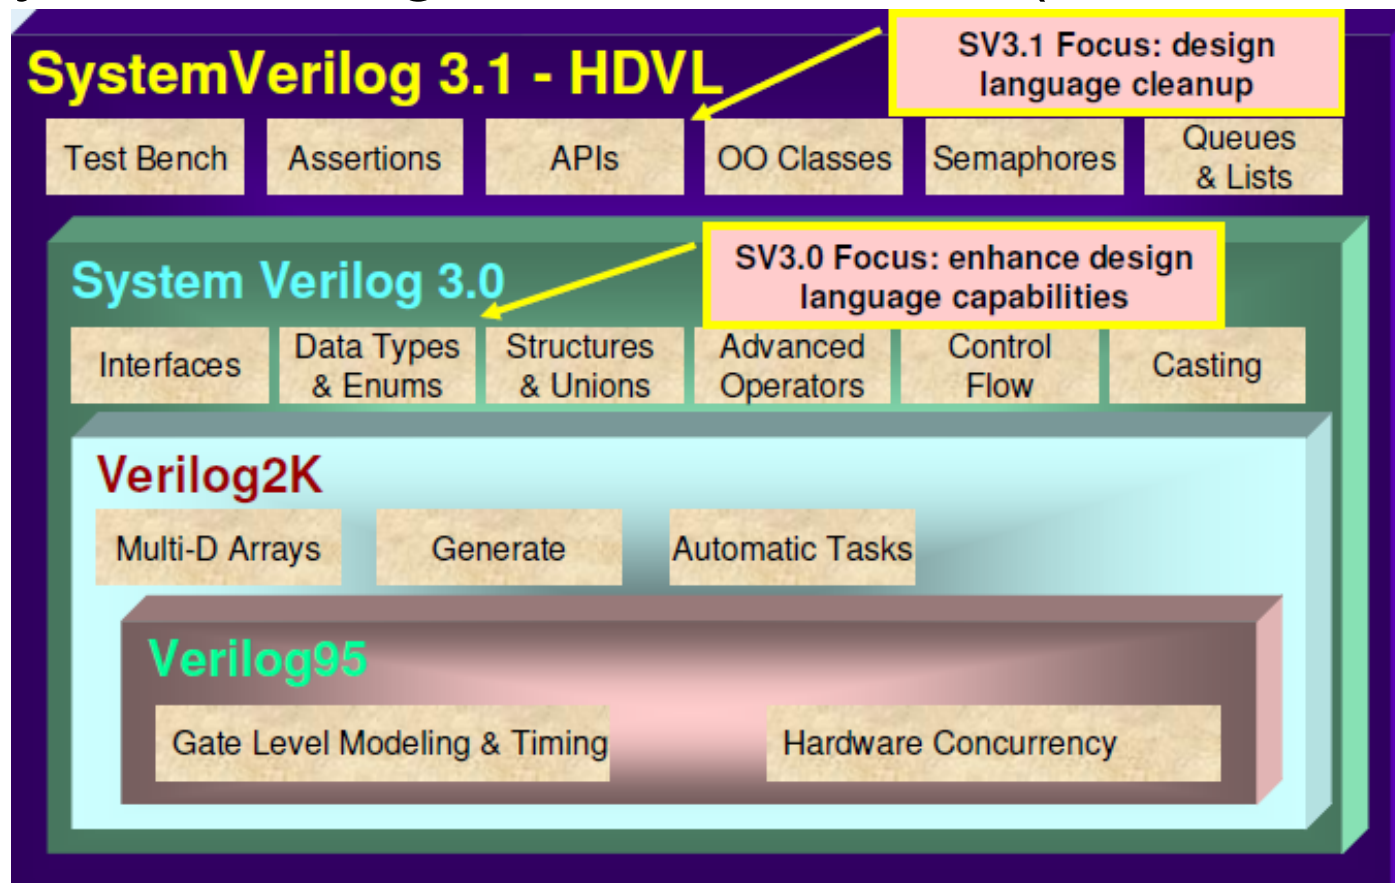 SystemVerilog 3.1 - HDVL
SV3.1 Focus: design
language cleanup
Test Bench
Assertions
APIs
OO Classes
Semaphores
Queues
& Lists
System Verilog 3.0
SV3.0 Focus: enhance design
language capabilities
Interfaces
Data Types
& Enums
Structures
& Unions
Advanced
Operators
Control
Flow
Casting
Verilog2K
Multi-D Arrays
Generate
Automatic Tasks
Verilog95
Gate Level Modeling & Timing
Hardware Concurrency